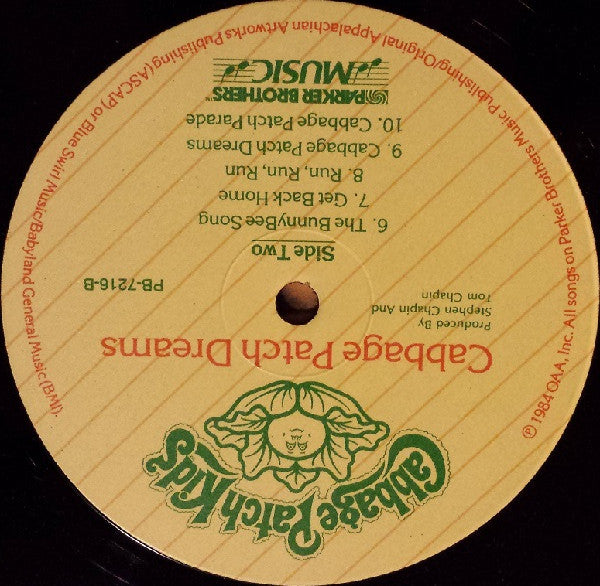 Cabbage Patch Kids
Cabbage Patch Dreams
Produced By
Stephen Chapin And
Tom Chapin
PB-7216-B
Side Two
6. The BunnyBee Song
7. Get Back Home
8. Run, Run, Run
9. Cabbage Patch Dreams
10. Cabbage Patch Parade
PARKER BROTHERS™
MUSIC
℗ 1984 OAA, Inc. All songs on Parker Brothers Music Publishing/Original Appalachian Artworks Publishing (ASCAP) or Blue Swirl Music/Babyland General Music (BMI).